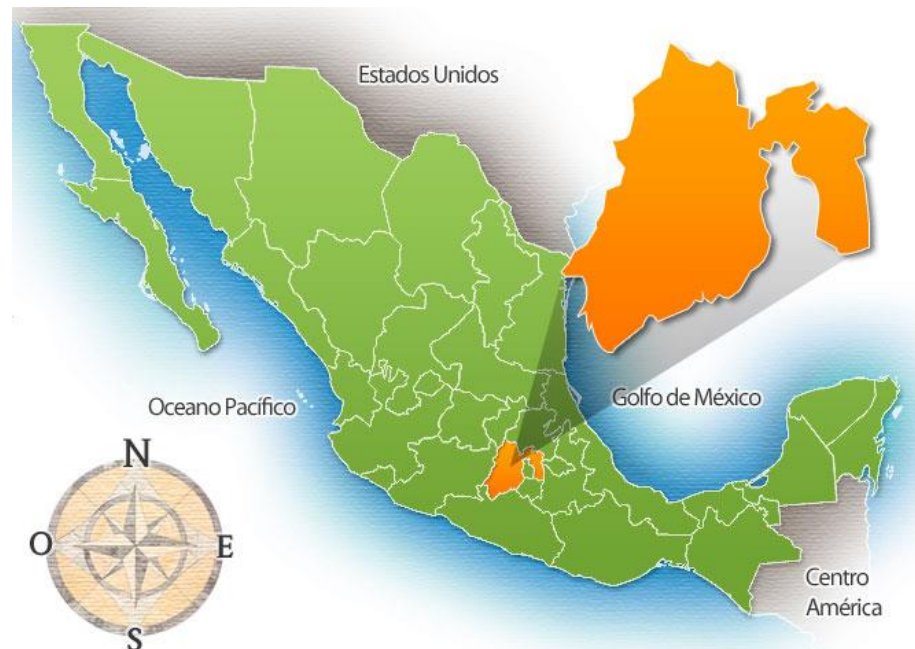 Estados Unidos
Golfo de México
Oceano Pacífico
N
O
E
S
Centro
América